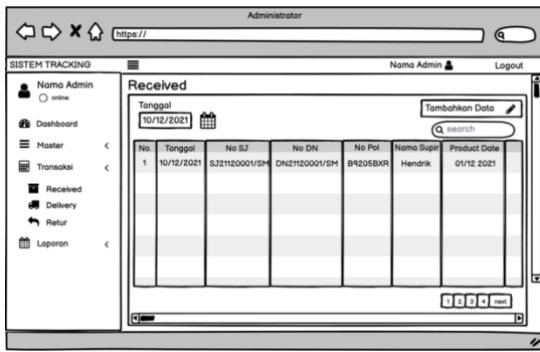 Administrator
https://
SISTEM TRACKING
Nama Admin
Logout
Nama Admin
online
Dashboard
Master
Transaksi
Received
Delivery
Retur
Laporan
Received
Tanggal
10/12/2021
Tambahkan Data
search
No. Tanggal No SJ No DN No Pol Nama Supir Product Date
1 10/12/2021 SJ21120001/SM DN21120001/SM B9205BXR Hendrik 01/12 2021
1 2 3 4 next